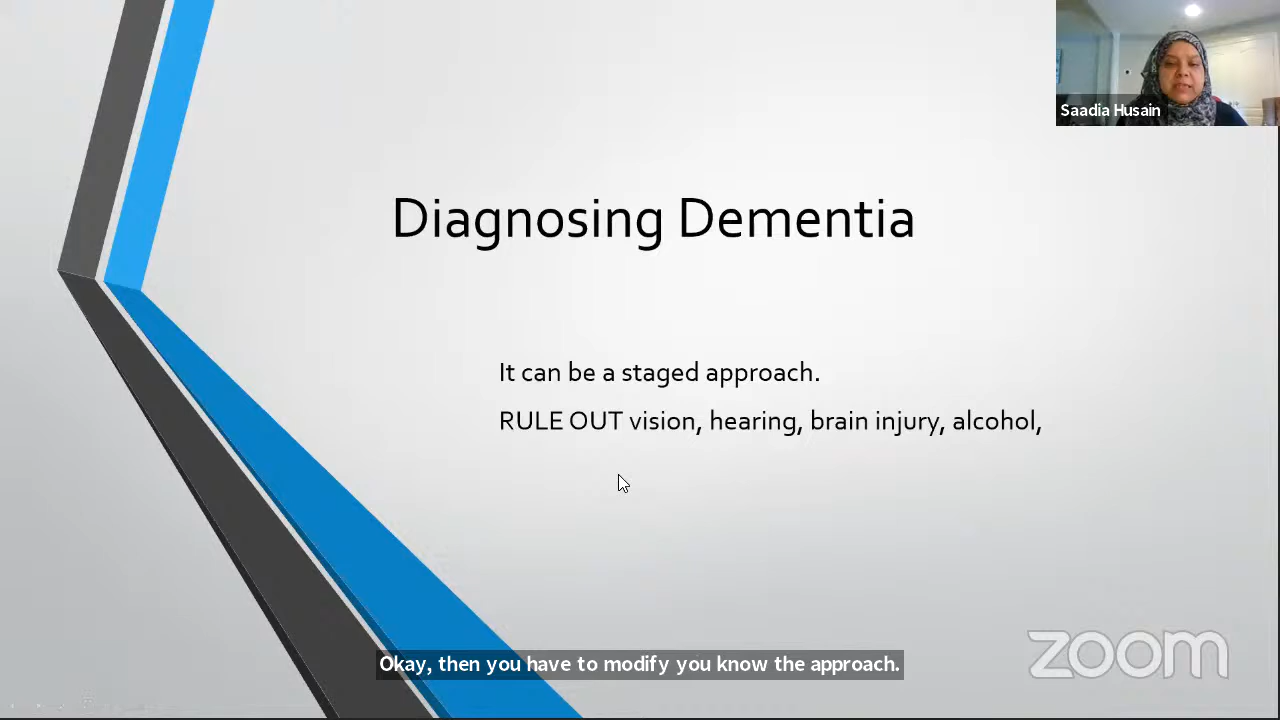 Saadia Husain
Diagnosing Dementia
It can be a staged approach.
RULE OUT vision, hearing, brain injury, alcohol,
Okay, then you have to modify you know the approach.
zoom